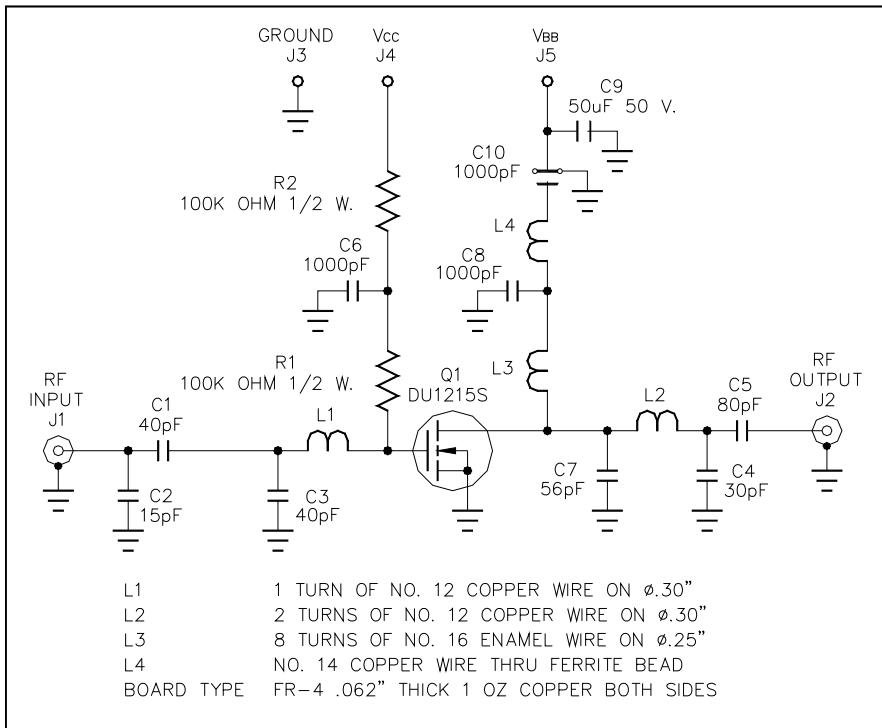 GROUND
J3
Vcc
J4
VBB
J5
C9
50uF 50 V.
C10
1000pF
R2
100K OHM 1/2 W.
L4
C6
1000pF
C8
1000pF
R1
100K OHM 1/2 W.
L3
Q1
DU1215S
RF
INPUT
J1
C1
40pF
L1
L2
C5
80pF
RF
OUTPUT
J2
C2
15pF
C3
40pF
C7
56pF
C4
30pF
L1 1 TURN OF NO. 12 COPPER WIRE ON ø.30”
L2 2 TURNS OF NO. 12 COPPER WIRE ON ø.30”
L3 8 TURNS OF NO. 16 ENAMEL WIRE ON ø.25”
L4 NO. 14 COPPER WIRE THRU FERRITE BEAD
BOARD TYPE FR-4 .062” THICK 1 OZ COPPER BOTH SIDES